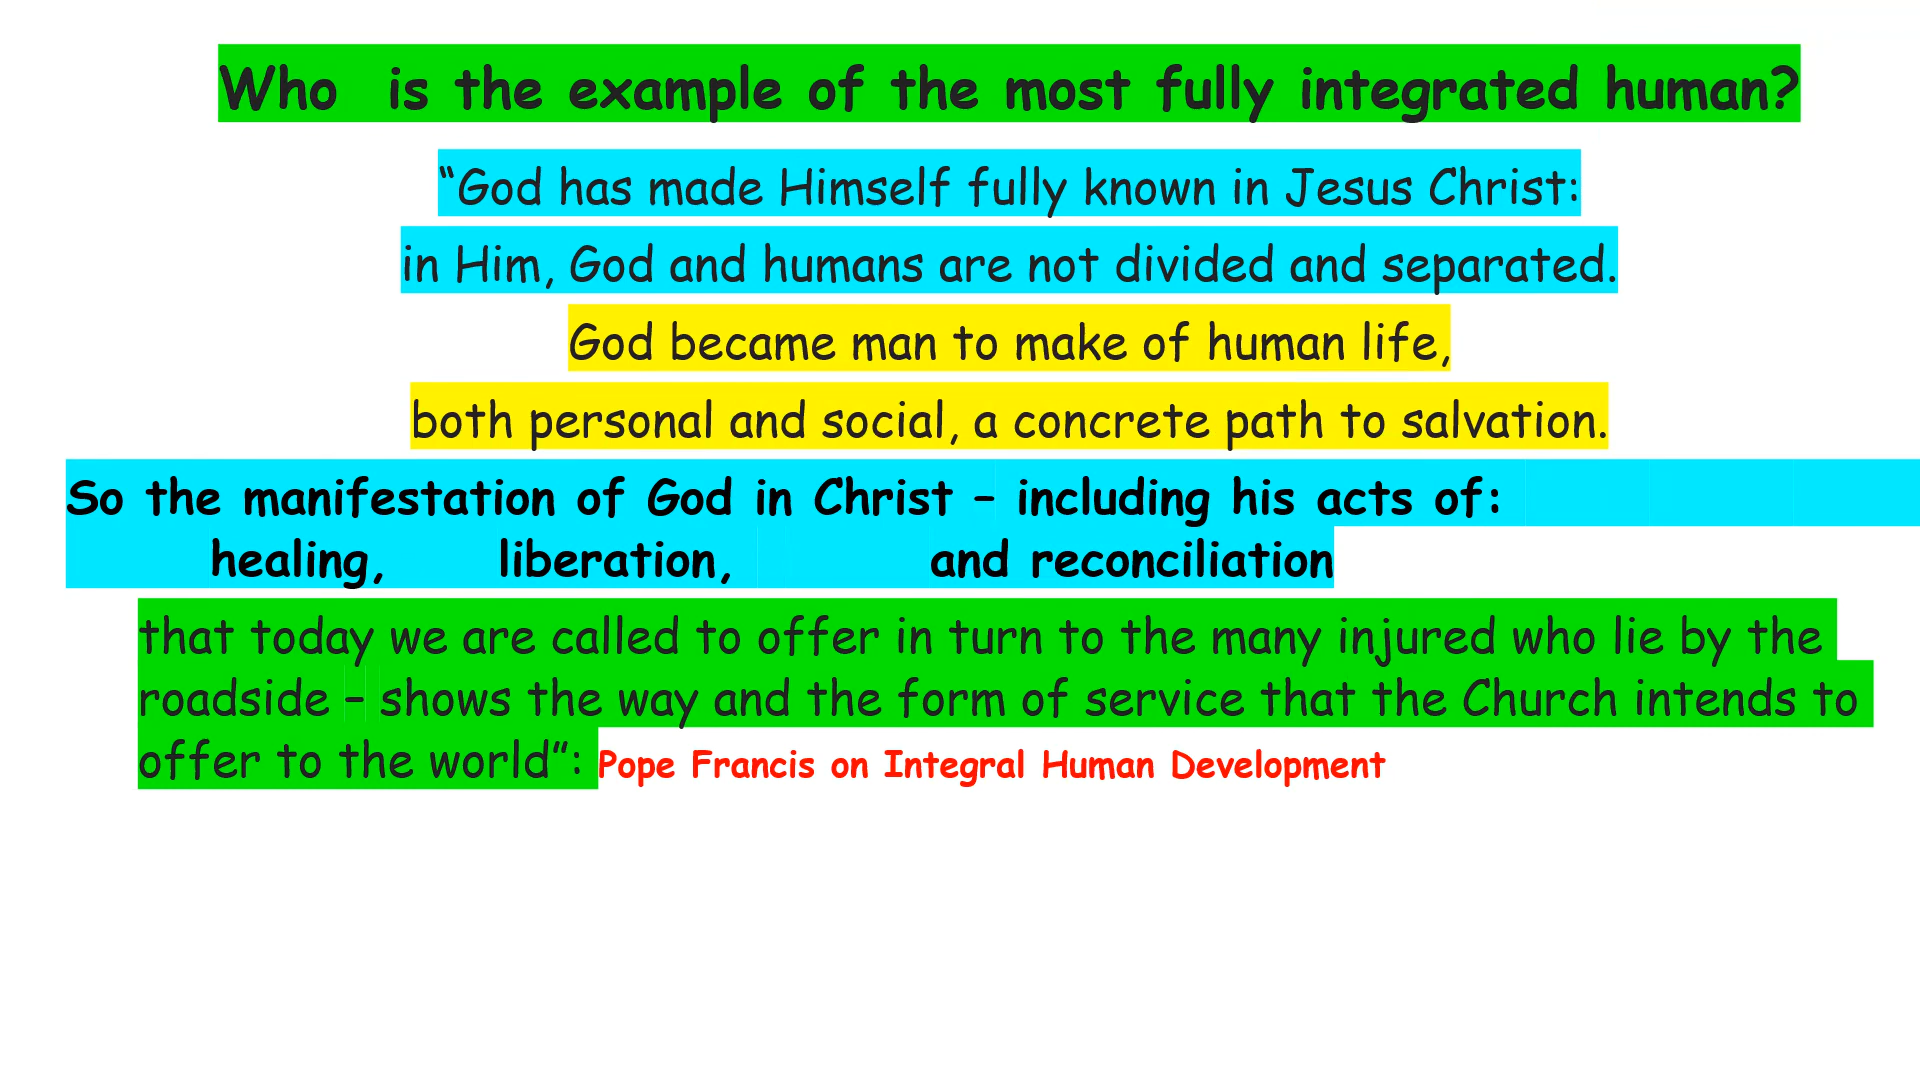 Who is the example of the most fully integrated human?
“God has made Himself fully known in Jesus Christ:
in Him, God and humans are not divided and separated.
God became man to make of human life,
both personal and social, a concrete path to salvation.
So the manifestation of God in Christ – including his acts of:
healing, liberation, and reconciliation
that today we are called to offer in turn to the many injured who lie by the
roadside – shows the way and the form of service that the Church intends to
offer to the world”: Pope Francis on Integral Human Development